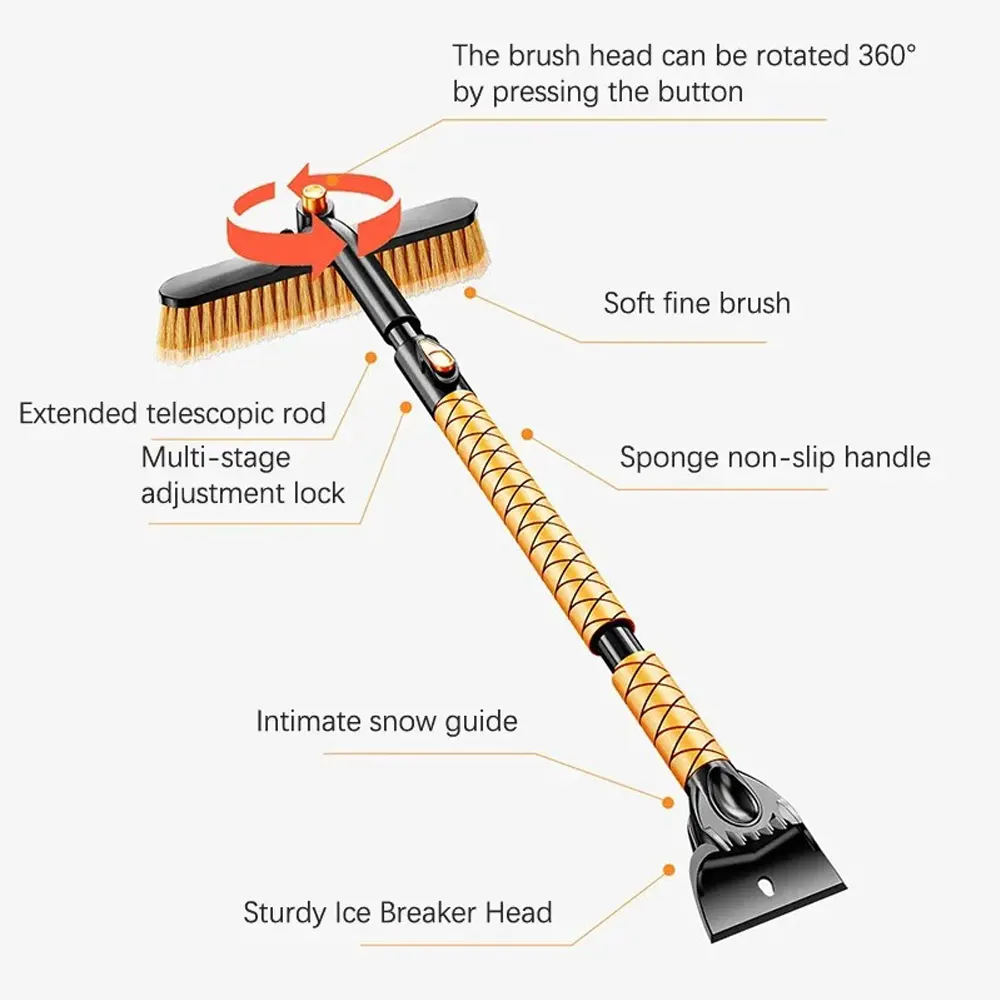 The brush head can be rotated 360°
by pressing the button
Soft fine brush
Extended telescopic rod
Multi-stage
adjustment lock
Sponge non-slip handle
Intimate snow guide
Sturdy Ice Breaker Head